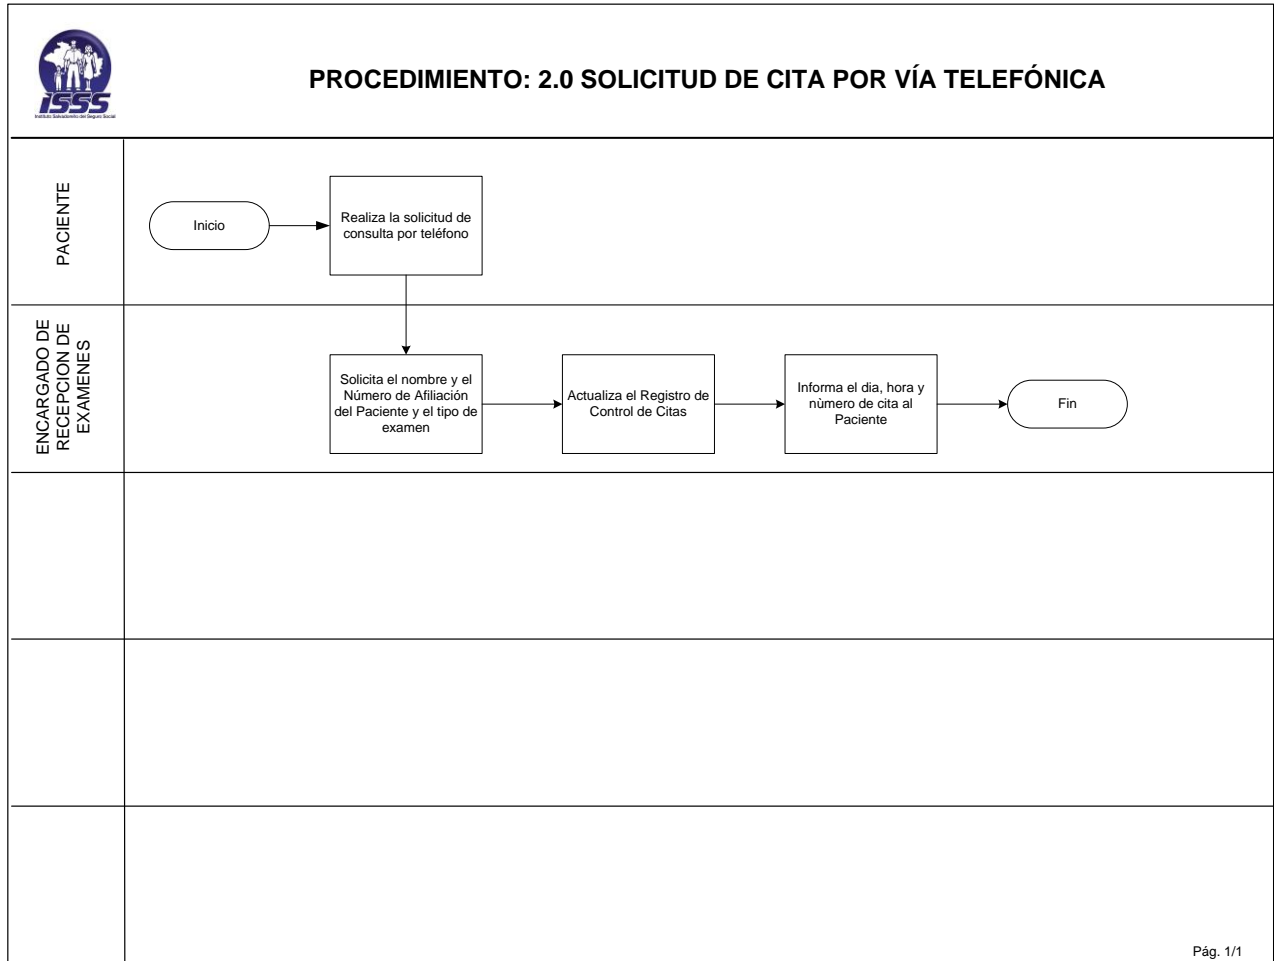 ISSS
Instituto Salvadoreño del Seguro Social
PROCEDIMIENTO: 2.0 SOLICITUD DE CITA POR VÍA TELEFÓNICA
PACIENTE
Inicio
Realiza la solicitud de
consulta por teléfono
ENCARGADO DE
RECEPCION DE
EXAMENES
Solicita el nombre y el
Número de Afiliación
del Paciente y el tipo de
examen
Actualiza el Registro de
Control de Citas
Informa el dia, hora y
nùmero de cita al
Paciente
Fin
Pág. 1/1